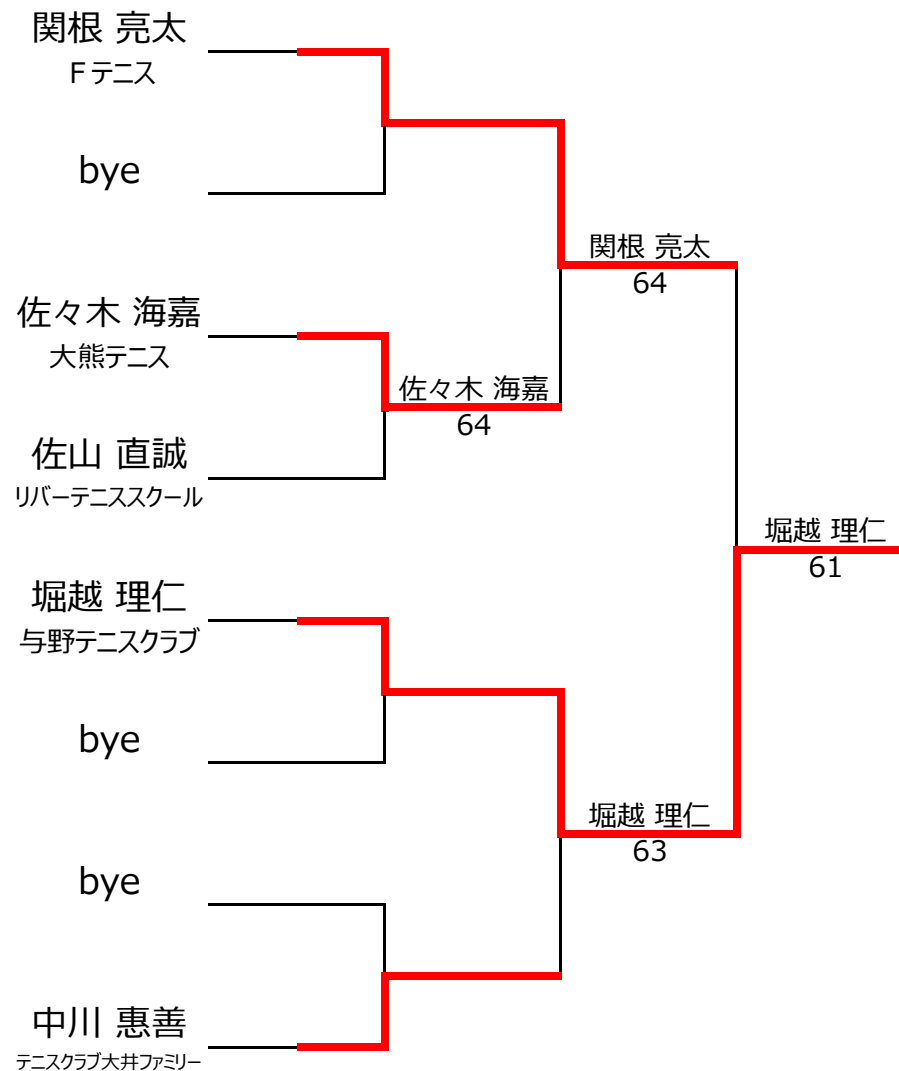 関根 亮太
Fテニス
bye
関根 亮太
64
佐々木 海嘉
大熊テニス
佐々木 海嘉
64
佐山 直誠
リバーテニススクール
堀越 理仁
61
堀越 理仁
与野テニスクラブ
bye
堀越 理仁
63
bye
中川 惠善
テニスクラブ大井ファミリー